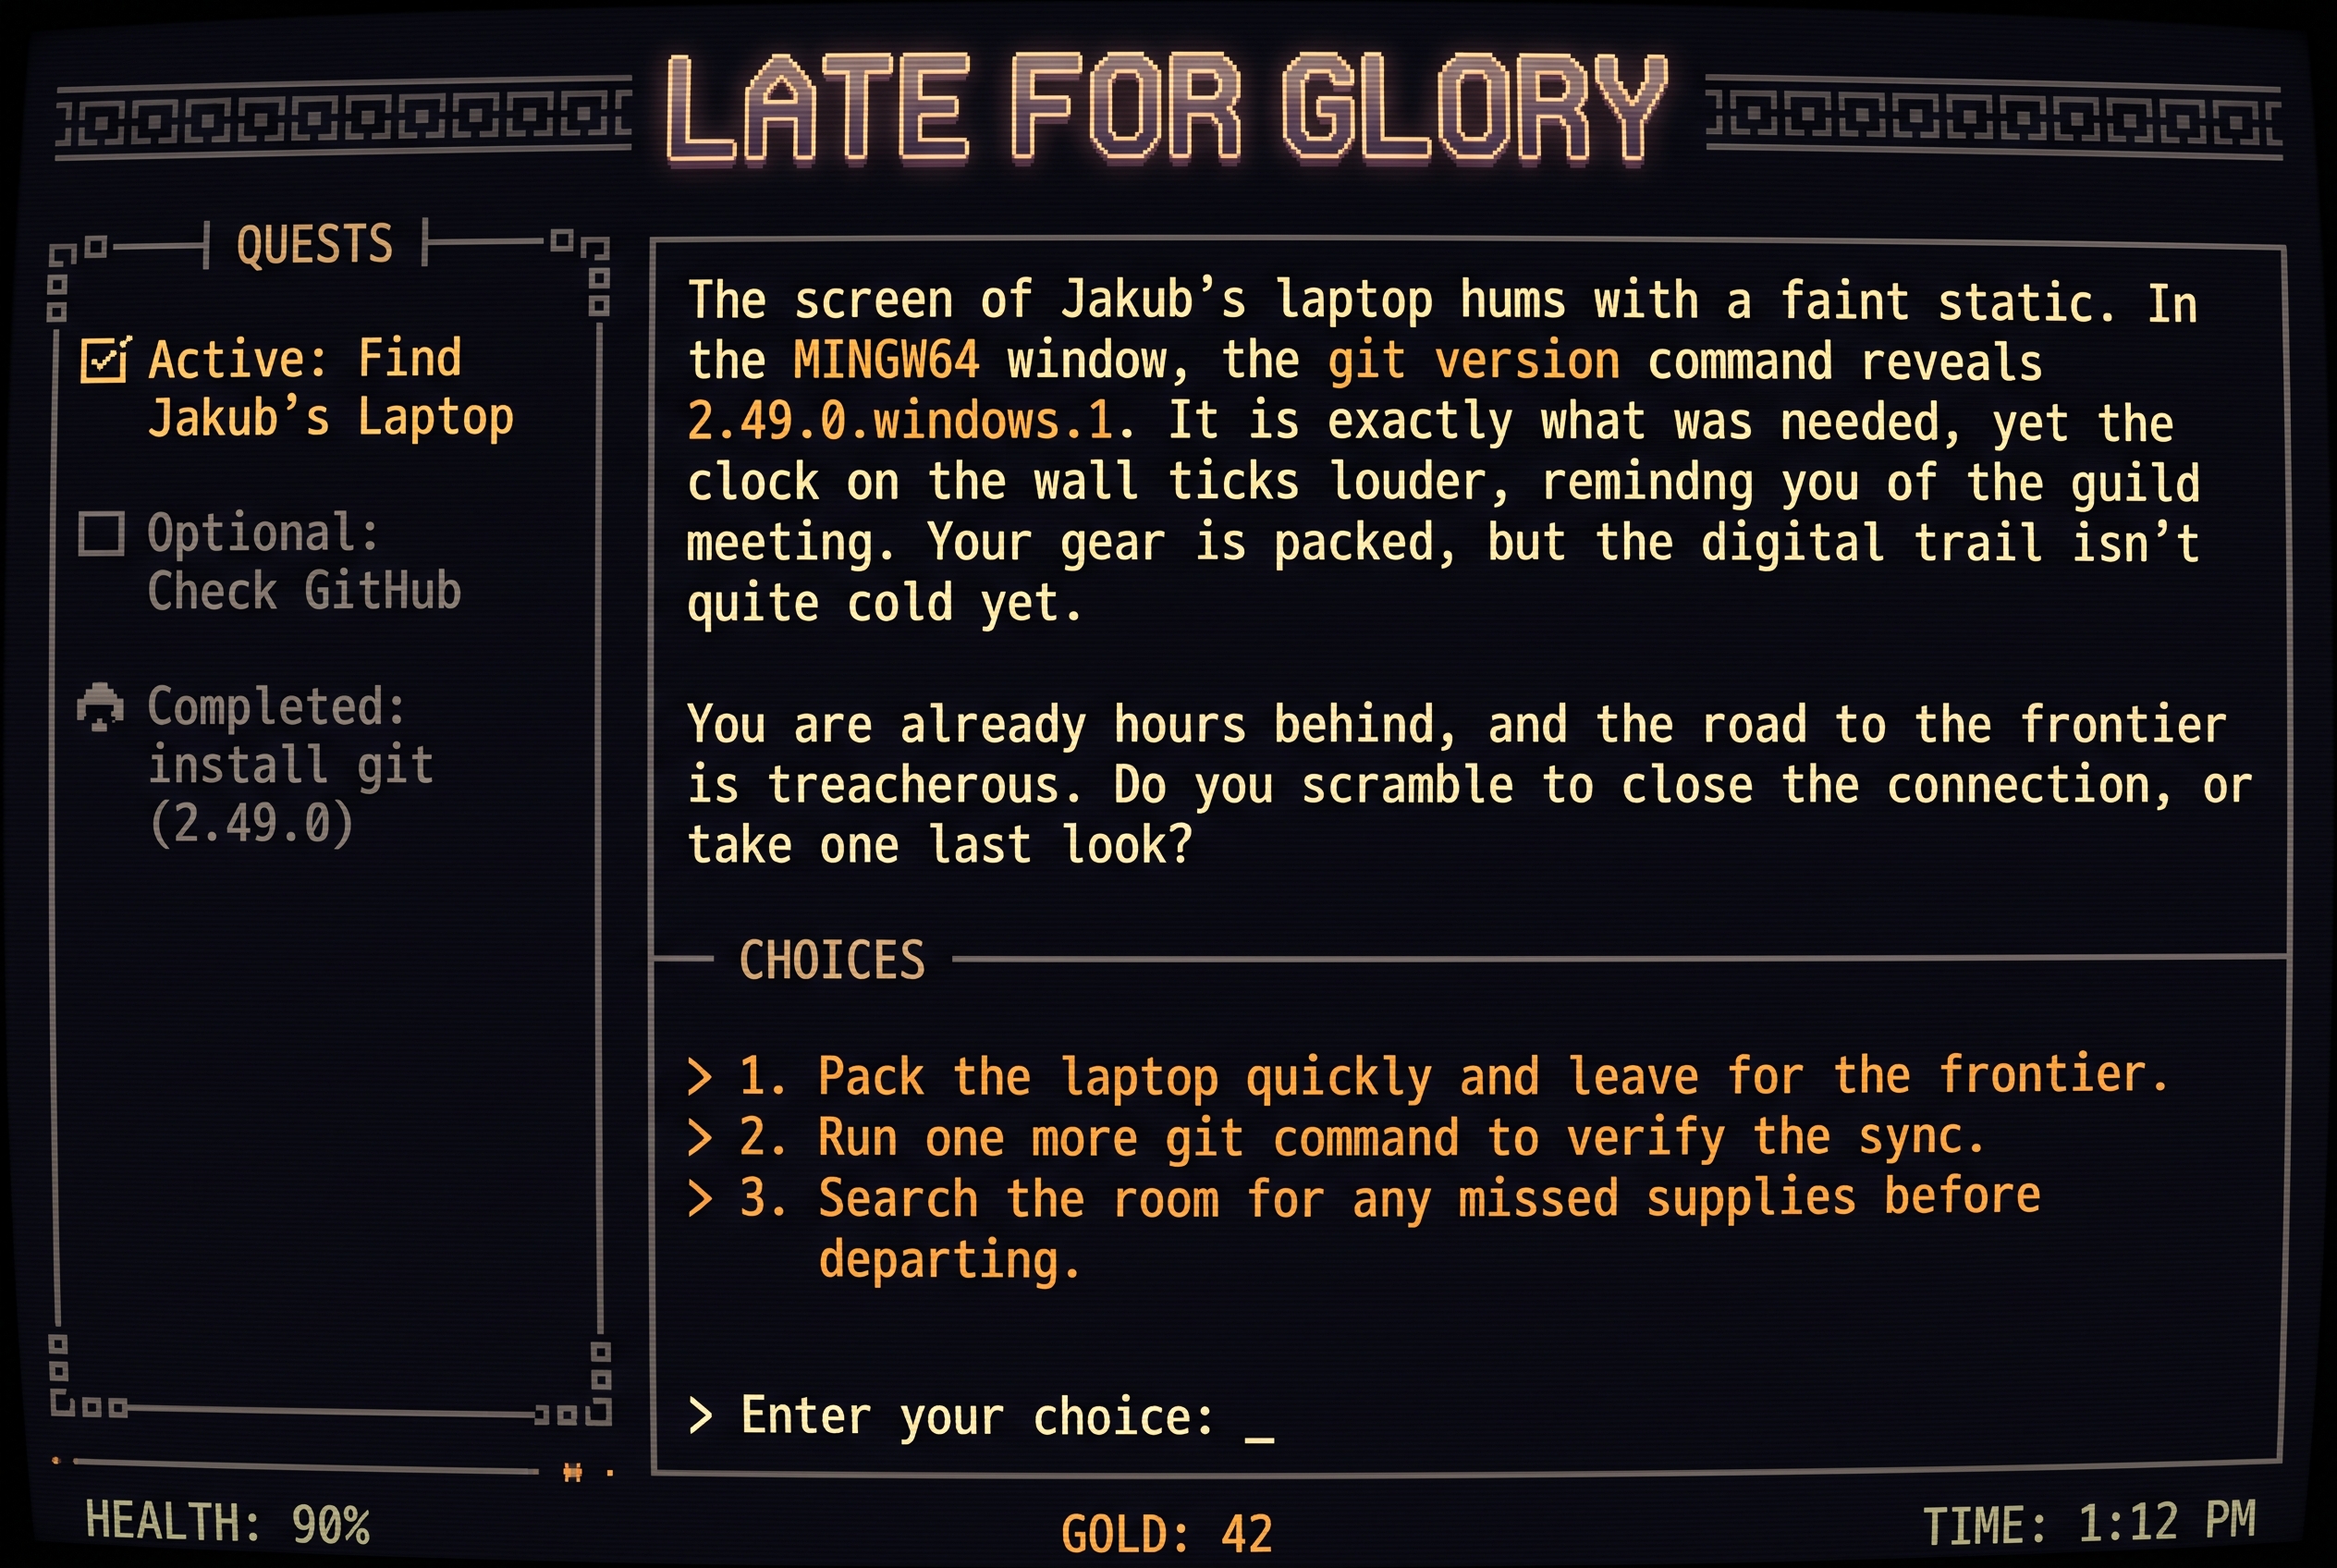 LATE FOR GLORY
QUESTS
Active: Find
Jakub’s Laptop
Optional:
Check GitHub
Completed:
install git
(2.49.0)
The screen of Jakub’s laptop hums with a faint static. In
the MINGW64 window, the git version command reveals
2.49.0.windows.1. It is exactly what was needed, yet the
clock on the wall ticks louder, remindng you of the guild
meeting. Your gear is packed, but the digital trail isn’t
quite cold yet.
You are already hours behind, and the road to the frontier
is treacherous. Do you scramble to close the connection, or
take one last look?
CHOICES
> 1. Pack the laptop quickly and leave for the frontier.
> 2. Run one more git command to verify the sync.
> 3. Search the room for any missed supplies before
departing.
> Enter your choice: _
HEALTH: 90%
GOLD: 42
TIME: 1:12 PM